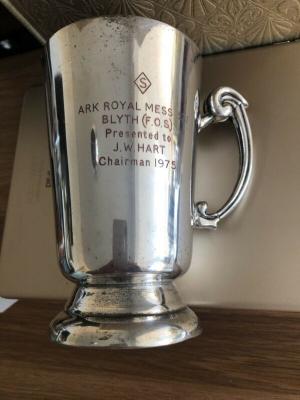 S
ARK ROYAL MESS
BLYTH (F.O.S)
Presented to
J.W. HART
Chairman 1975